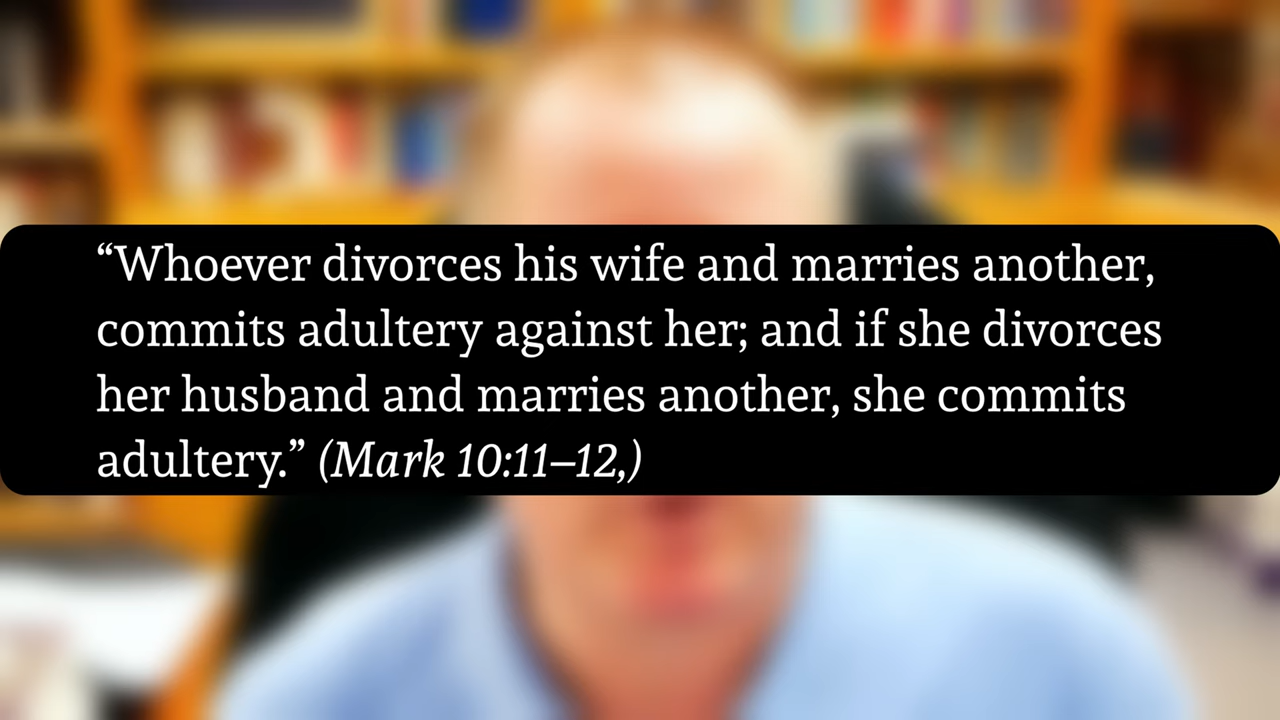 “Whoever divorces his wife and marries another,
commits adultery against her; and if she divorces
her husband and marries another, she commits
adultery.” (Mark 10:11–12,)